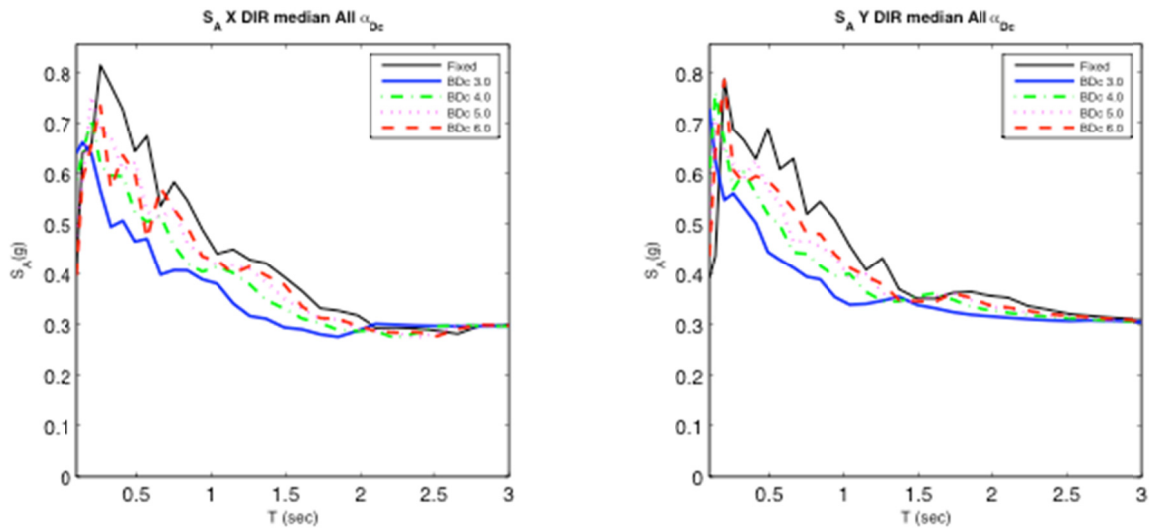 S_A X DIR median All α_Dc
S_A(g)
0.8
0.7
0.6
0.5
0.4
0.3
0.2
0.1
0
0.5
1
1.5
2
2.5
3
T (sec)
Fixed
BDc 3.0
BDc 4.0
BDc 5.0
BDc 6.0
S_A Y DIR median All α_Dc
S_A(g)
0.8
0.7
0.6
0.5
0.4
0.3
0.2
0.1
0
0.5
1
1.5
2
2.5
3
T (sec)
Fixed
BDc 3.0
BDc 4.0
BDc 5.0
BDc 6.0